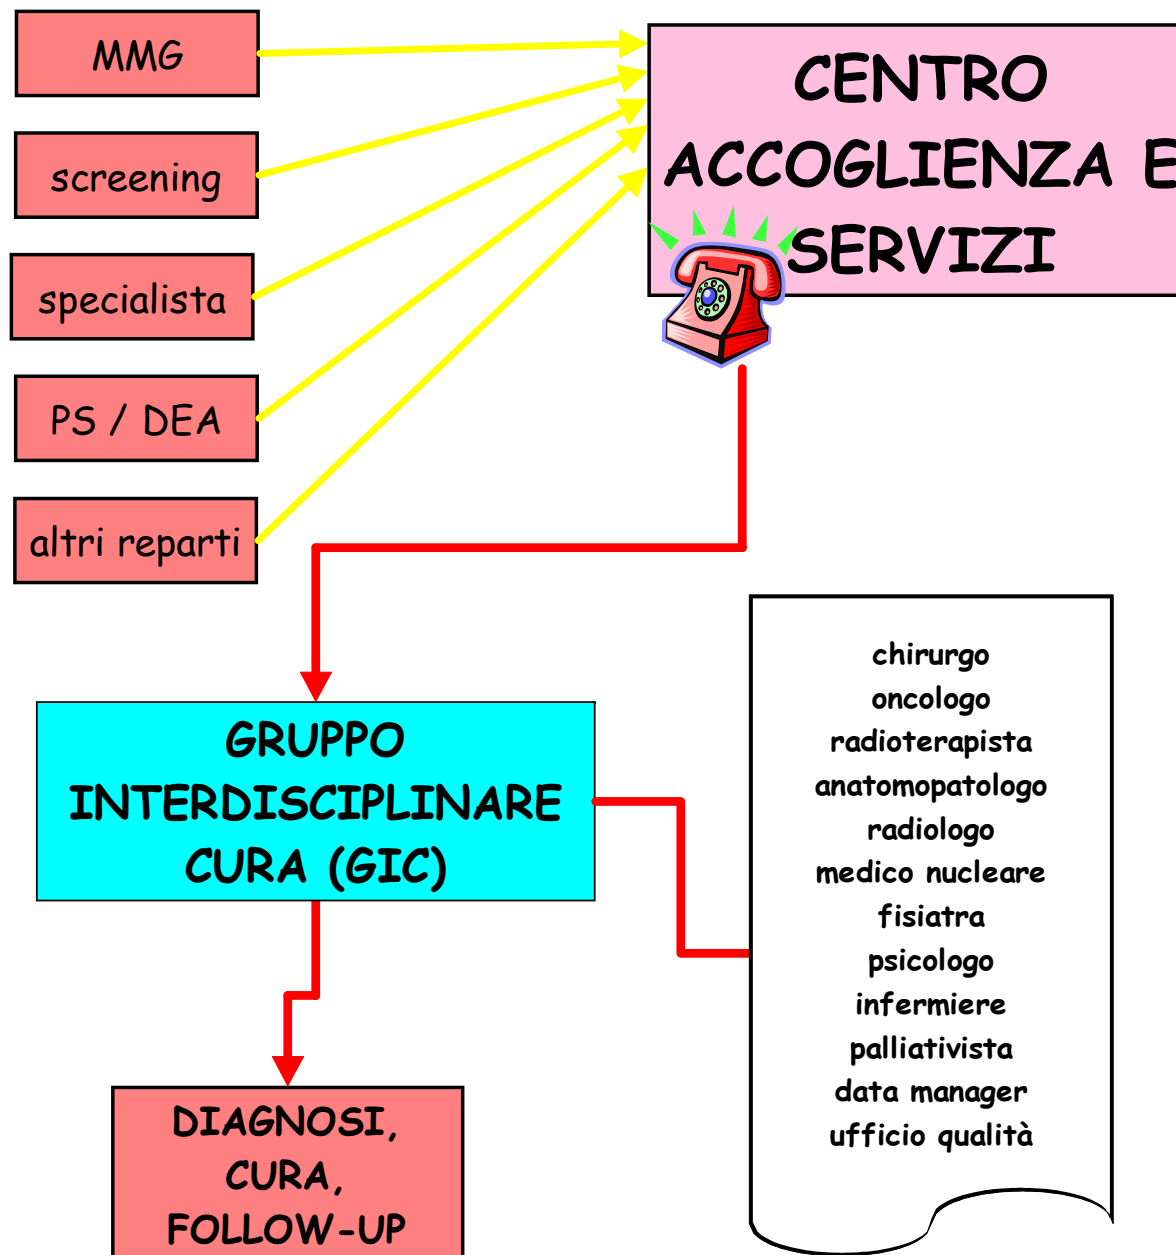 MMG
screening
specialista
PS / DEA
altri reparti
CENTRO
ACCOGLIENZA E
SERVIZI
GRUPPO
INTERDISCIPLINARE
CURA (GIC)
chirurgo
oncologo
radioterapista
anatomopatologo
radiologo
medico nucleare
fisiatra
psicologo
infermiere
palliativista
data manager
ufficio qualità
DIAGNOSI,
CURA,
FOLLOW-UP